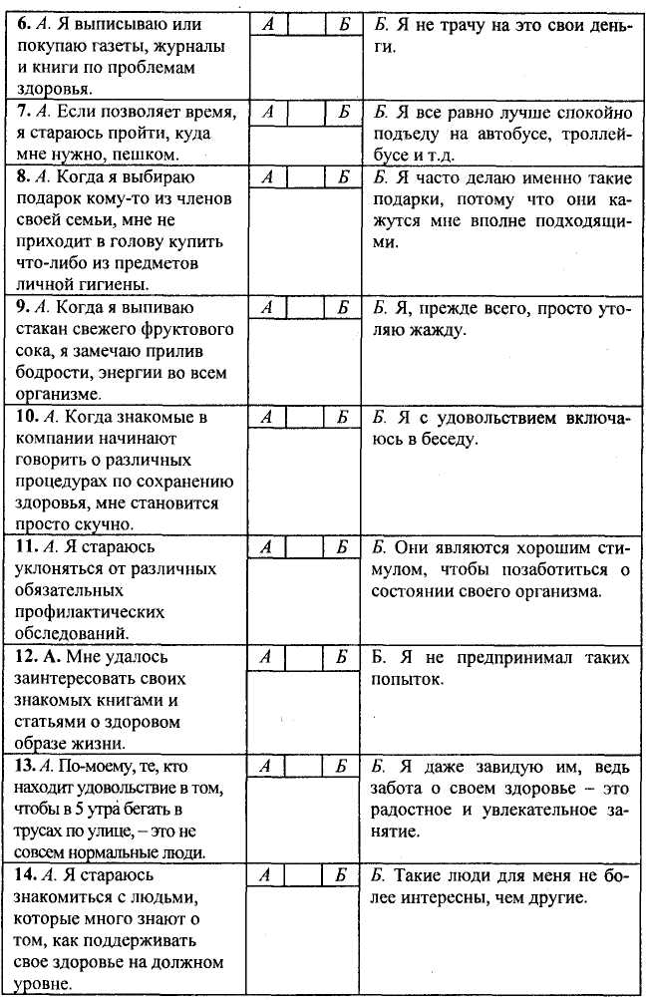 6. А. Я выписываю или
покупаю газеты, журналы
и книги по проблемам
здоровья.
А Б
Б. Я не трачу на это свои день-
ги.
7. А. Если позволяет время,
я стараюсь пройти, куда
мне нужно, пешком.
А Б
Б. Я все равно лучше спокойно
подъеду на автобусе, троллей-
бусе и т.д.
8. А. Когда я выбираю
подарок кому-то из членов
своей семьи, мне не
приходит в голову купить
что-либо из предметов
личной гигиены.
А Б
Б. Я часто делаю именно такие
подарки, потому что они ка-
жутся мне вполне подходящи-
ми.
9. А. Когда я выпиваю
стакан свежего фруктового
сока, я замечаю прилив
бодрости, энергии во всем
организме.
А Б
Б. Я, прежде всего, просто уто-
ляю жажду.
10. А. Когда знакомые в
компании начинают
говорить о различных
процедурах по сохранению
здоровья, мне становится
просто скучно.
А Б
Б. Я с удовольствием включа-
юсь в беседу.
11. А. Я стараюсь
уклоняться от различных
обязательных
профилактических
обследований.
А Б
Б. Они являются хорошим сти-
мулом, чтобы позаботиться о
состоянии своего организма.
12. А. Мне удалось
заинтересовать своих
знакомых книгами и
статьями о здоровом
образе жизни.
А Б
Б. Я не предпринимал таких
попыток.
13. А. По-моему, те, кто
находит удовольствие в том,
чтобы в 5 утра бегать в
трусах по улице, – это не
совсем нормальные люди.
А Б
Б. Я даже завидую им, ведь
забота о своем здоровье – это
радостное и увлекательное за-
нятие.
14. А. Я стараюсь
знакомиться с людьми,
которые много знают о
том, как поддерживать
свое здоровье на должном
уровне.
А Б
Б. Такие люди для меня не бо-
лее интересны, чем другие.